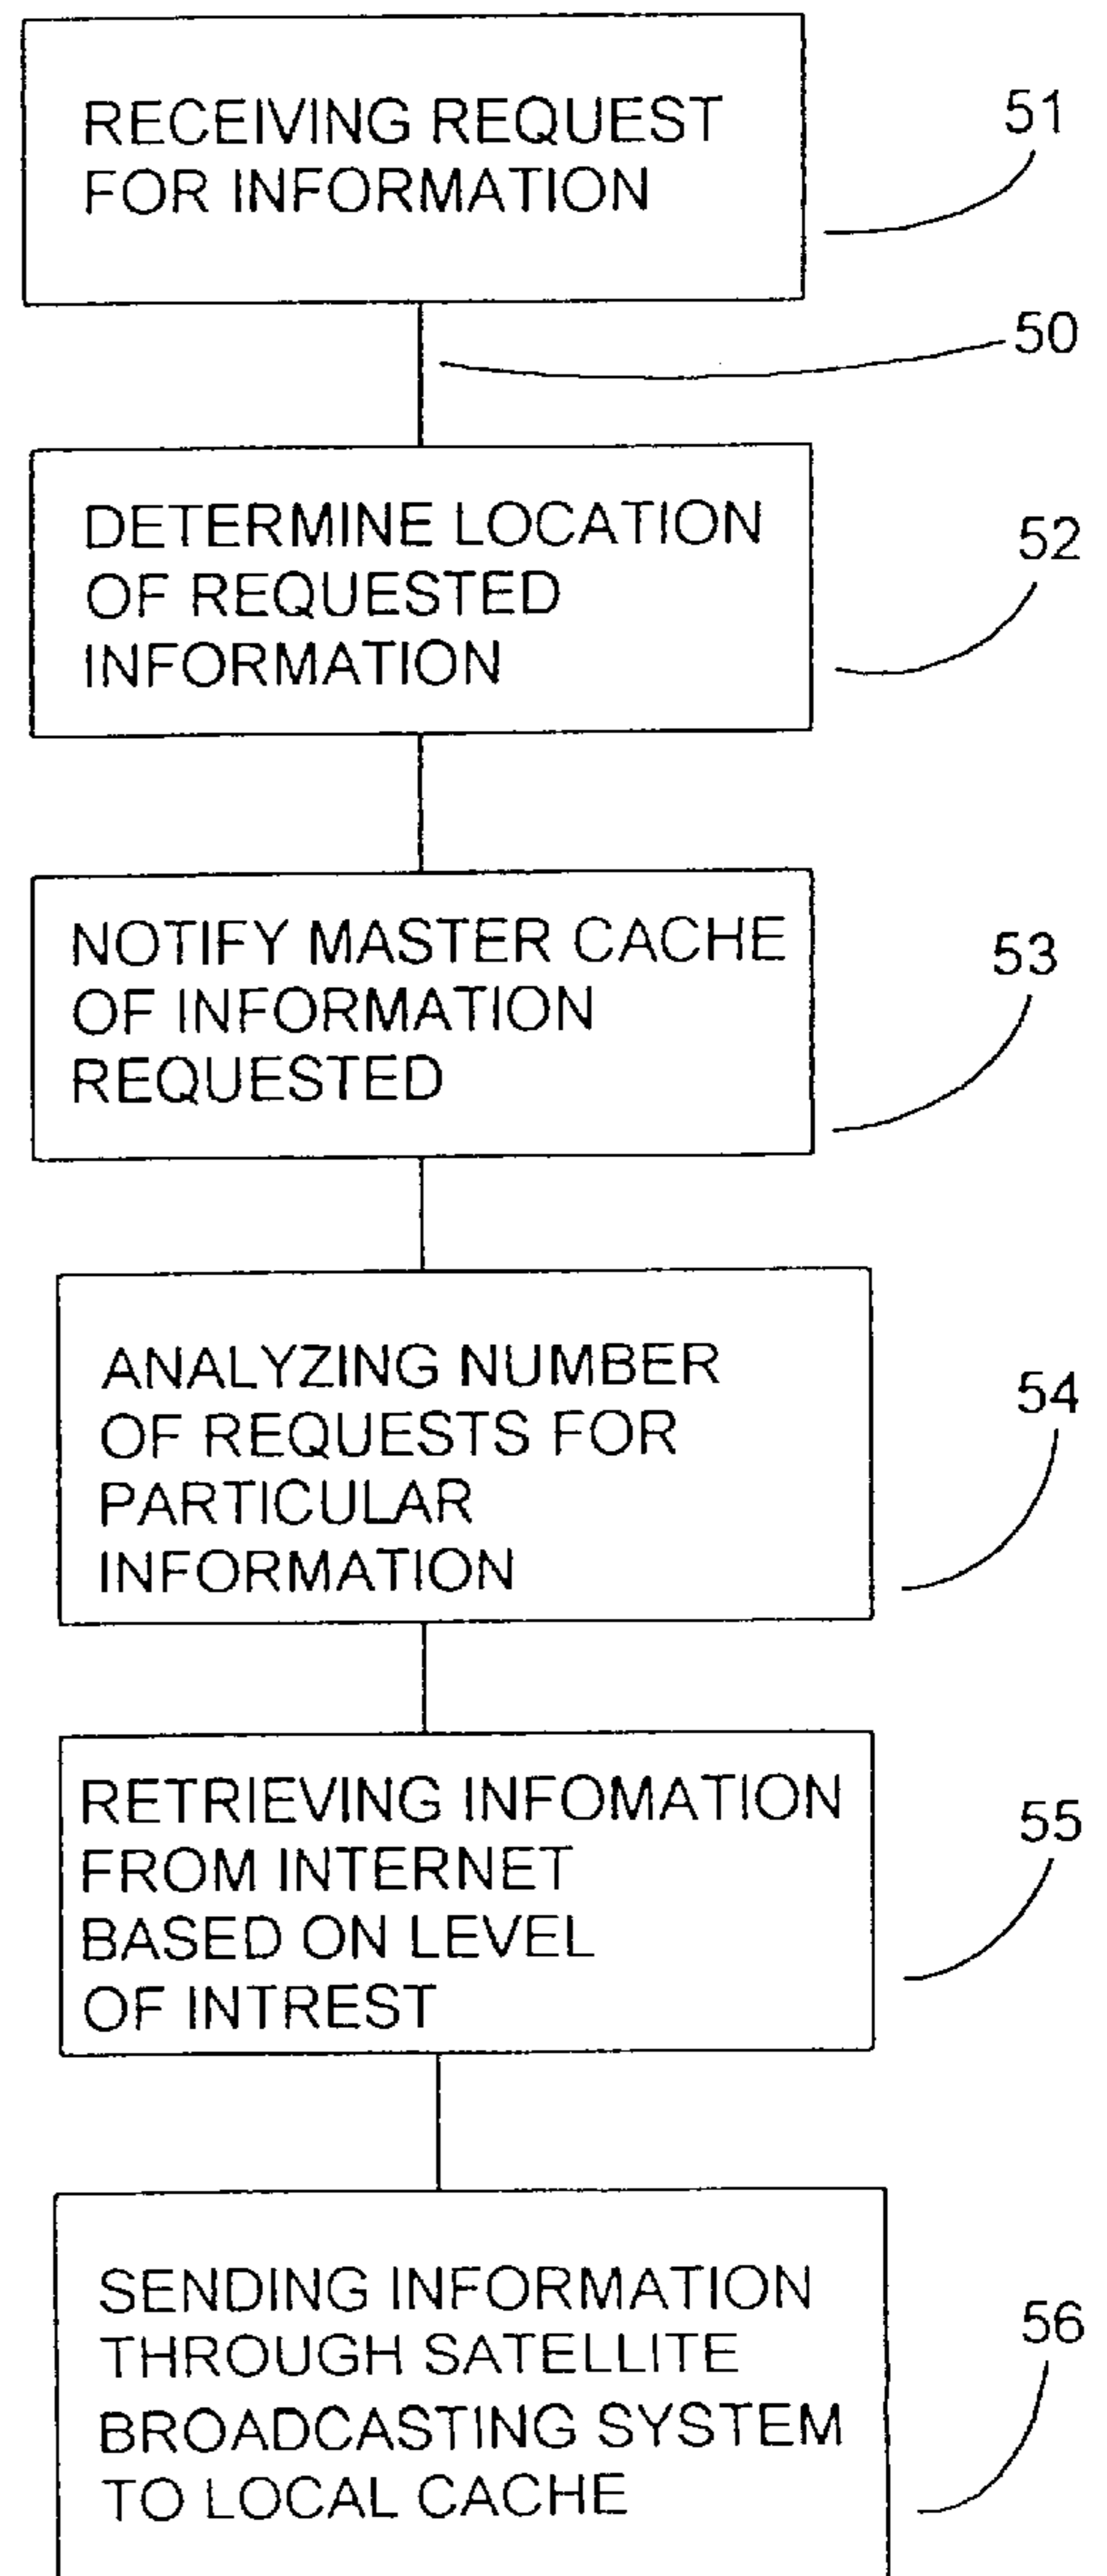 RECEIVING REQUEST
FOR INFORMATION
51
50
DETERMINE LOCATION
OF REQUESTED
INFORMATION
52
NOTIFY MASTER CACHE
OF INFORMATION
REQUESTED
53
ANALYZING NUMBER
OF REQUESTS FOR
PARTICULAR
INFORMATION
54
RETRIEVING INFOMATION
FROM INTERNET
BASED ON LEVEL
OF INTREST
55
SENDING INFORMATION
THROUGH SATELLITE
BROADCASTING SYSTEM
TO LOCAL CACHE
56